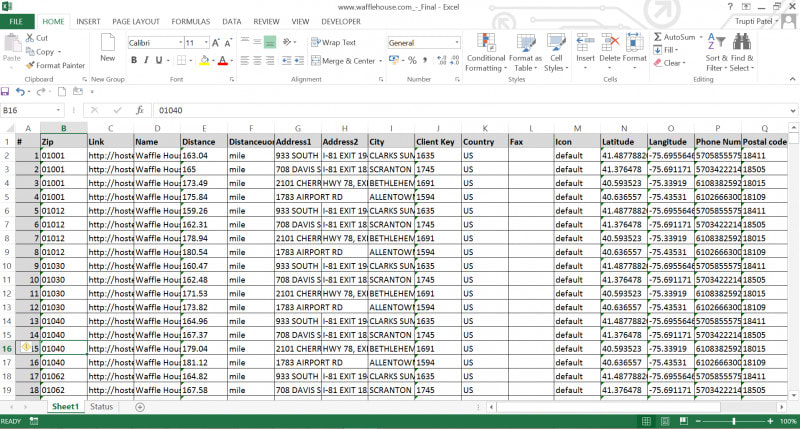 www.wafflehouse.com_-_Final - Excel
FILE HOME INSERT PAGE LAYOUT FORMULAS DATA REVIEW VIEW DEVELOPER Trupti Patel
Paste Cut Copy Format Painter New Calibri 11 Wrap Text Merge & Center General Conditional Formatting Format as Table Cell Styles Insert Delete Format AutoSum Fill Clear Sort & Filter Find & Select
Clipboard Font Alignment Number Styles Cells Editing
B16 fx 01040
A B C D E F G H I J K L M N O P Q
1 # Zip Link Name Distance Distanceuo Address1 Address2 City Client Key Country Fax Icon Latitude Langitude Phone Num Postal code
2 1 01001 http://hoste Waffle Hous 163.04 mile 933 SOUTH I-81 EXIT 194 CLARKS SUM 1635 US default 41.48778820 -75.6955646 5705855575 18411
3 2 01001 http://hoste Waffle Hous 165 mile 708 DAVIS S I-81 EXIT 18 SCRANTON 1745 US default 41.376478 -75.691171 5703422214 18505
4 3 01001 http://hoste Waffle Hous 173.49 mile 2101 CHERR HWY 78, EXI BETHLEHEM 1691 US default 40.593523 -75.33919 6108382592 18015
5 4 01001 http://hoste Waffle Hous 175.84 mile 1783 AIRPORT RD ALLENTOWN 1594 US default 40.636557 -75.43531 6102666300 18109
6 5 01012 http://hoste Waffle Hous 159.26 mile 933 SOUTH I-81 EXIT 194 CLARKS SUM 1635 US default 41.48778820 -75.6955646 5705855575 18411
7 6 01012 http://hoste Waffle Hous 161.32 mile 708 DAVIS S I-81 EXIT 18 SCRANTON 1745 US default 41.376478 -75.691171 5703422214 18505
8 7 01012 http://hoste Waffle Hous 178.94 mile 2101 CHERR HWY 78, EXI BETHLEHEM 1691 US default 40.593523 -75.33919 6108382592 18015
9 8 01012 http://hoste Waffle Hous 180.54 mile 1783 AIRPORT RD ALLENTOWN 1594 US default 40.636557 -75.43531 6102666300 18109
10 9 01030 http://hoste Waffle Hous 160.47 mile 933 SOUTH I-81 EXIT 194 CLARKS SUM 1635 US default 41.48778820 -75.6955646 5705855575 18411
11 10 01030 http://hoste Waffle Hous 162.48 mile 708 DAVIS S I-81 EXIT 18 SCRANTON 1745 US default 41.376478 -75.691171 5703422214 18505
12 11 01030 http://hoste Waffle Hous 171.53 mile 2101 CHERR HWY 78, EXI BETHLEHEM 1691 US default 40.593523 -75.33919 6108382592 18015
13 12 01030 http://hoste Waffle Hous 173.82 mile 1783 AIRPORT RD ALLENTOWN 1594 US default 40.636557 -75.43531 6102666300 18109
14 13 01040 http://hoste Waffle Hous 164.96 mile 933 SOUTH I-81 EXIT 194 CLARKS SUM 1635 US default 41.48778820 -75.6955646 5705855575 18411
15 14 01040 http://hoste Waffle Hous 167.37 mile 708 DAVIS S I-81 EXIT 18 SCRANTON 1745 US default 41.376478 -75.691171 5703422214 18505
16 15 01040 http://hoste Waffle Hous 179.04 mile 2101 CHERR HWY 78, EXI BETHLEHEM 1691 US default 40.593523 -75.33919 6108382592 18015
17 16 01040 http://hoste Waffle Hous 181.12 mile 1783 AIRPORT RD ALLENTOWN 1594 US default 40.636557 -75.43531 6102666300 18109
18 17 01062 http://hoste Waffle Hous 164.82 mile 933 SOUTH I-81 EXIT 194 CLARKS SUM 1635 US default 41.48778820 -75.6955646 5705855575 18411
19 18 01062 http://hoste Waffle Hous 167.58 mile 708 DAVIS S I-81 EXIT 18 SCRANTON 1745 US default 41.376478 -75.691171 5703422214 18505
Sheet1 Status
READY 100%